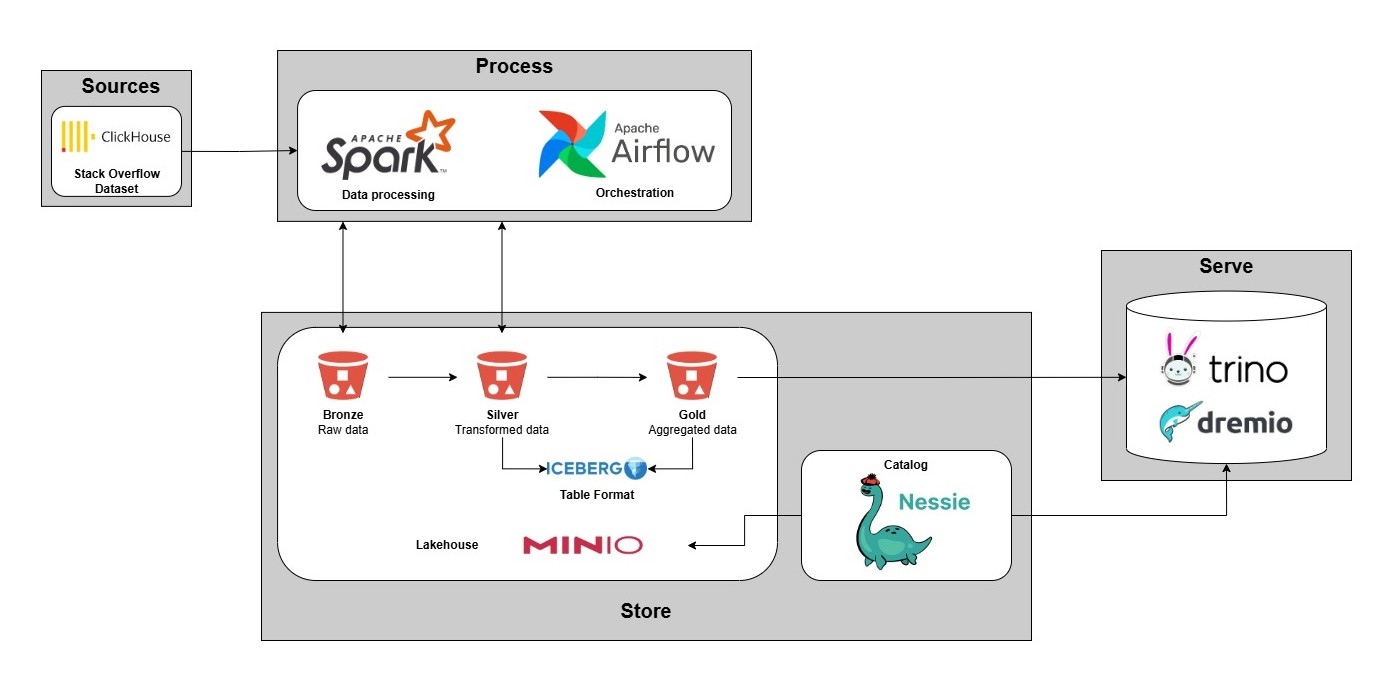 Sources
ClickHouse
Stack Overflow
Dataset
Process
APACHE
Spark™
Data processing
Apache
Airflow
Orchestration
Serve
trino
dremio
Bronze
Raw data
Silver
Transformed data
Gold
Aggregated data
ICEBERG
Table Format
Lakehouse
MINIO
Catalog
Nessie
Store